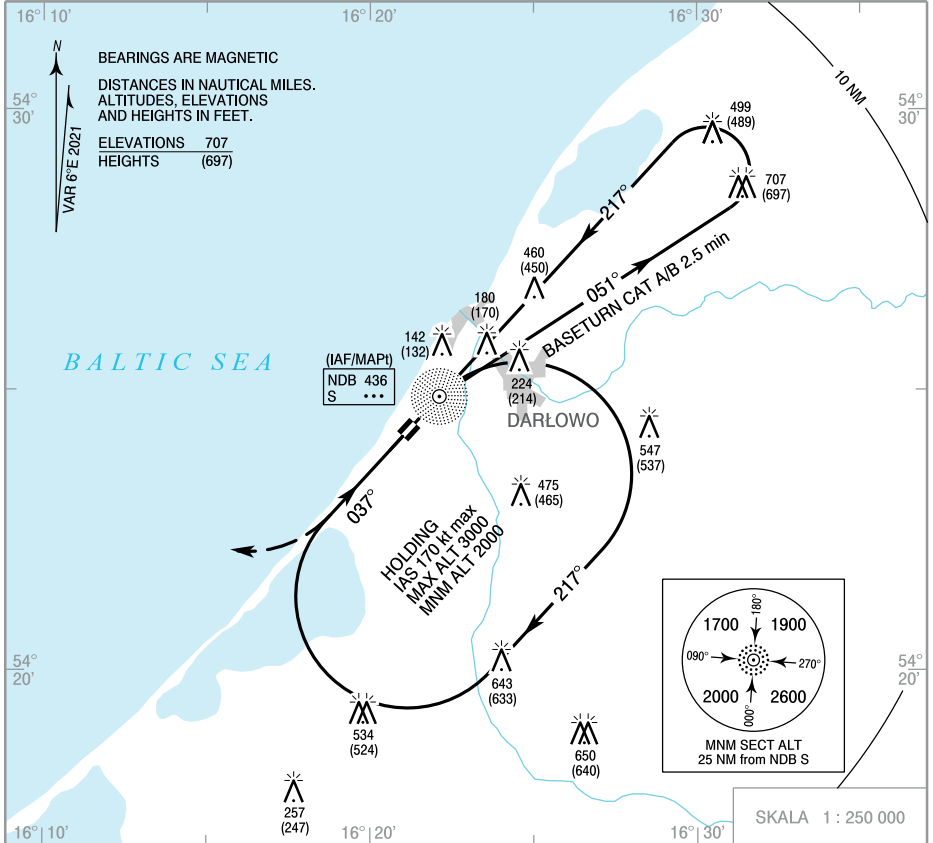 16°10'
16°20'
16°30'
N
VAR 6°E 2021
BEARINGS ARE MAGNETIC
DISTANCES IN NAUTICAL MILES.
ALTITUDES, ELEVATIONS
AND HEIGHTS IN FEET.
ELEVATIONS 707
HEIGHTS (697)
54°
30'
54°
30'
10 NM
499
(489)
707
(697)
217°
460
(450)
051°
BASETURN CAT A/B 2.5 min
180
(170)
142
(132)
BALTIC SEA
(IAF/MAPt)
NDB 436
S •••
224
(214)
DARŁOWO
547
(537)
475
(465)
037°
HOLDING
IAS 170 kt max
MAX ALT 3000
MNM ALT 2000
217°
643
(633)
534
(524)
650
(640)
257
(247)
180°
1700 1900
090° 270°
2000 2600
000°
MNM SECT ALT
25 NM from NDB S
54°
20'
54°
20'
SKALA 1 : 250 000
16°10'
16°20'
16°30'